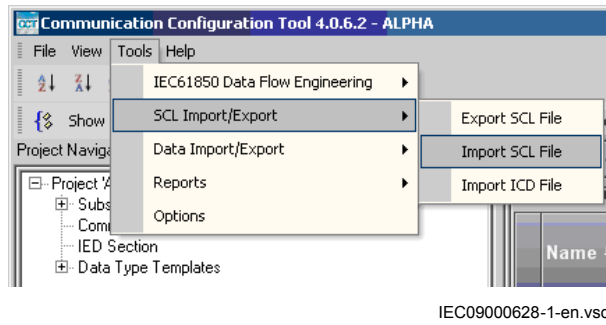 Communication Configuration Tool 4.0.6.2 - ALPHA
File View Tools Help
IEC61850 Data Flow Engineering
Show
SCL Import/Export
Export SCL File
Project Naviga
Data Import/Export
Import SCL File
Project 'A
Reports
Import ICD File
Subs
Options
Com
IED Section
Name
Data Type Templates
IEC09000628-1-en.vsd